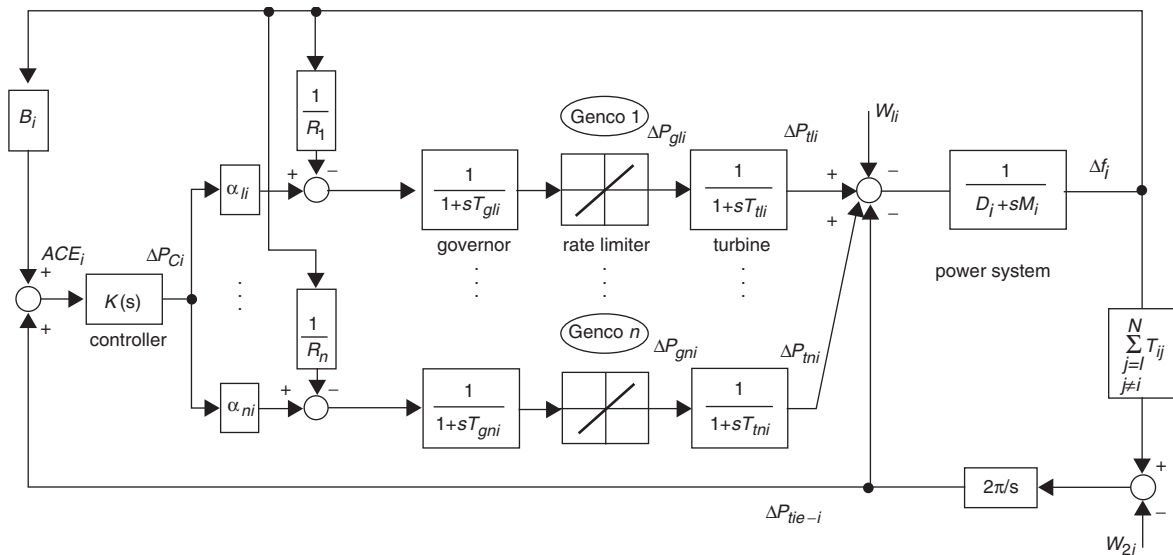 B_i
1
R_1
Genco 1
ΔP_gli
ΔP_tli
W_li
α_li
+ −
1
1+sT_gli
governor
rate limiter
1
1+sT_tli
turbine
+
+
−
−
1
D_i +sM_i
power system
Δf_i
ACE_i
+
+
K(s)
controller
ΔP_Ci
1
R_n
Genco n
ΔP_gni
ΔP_tni
α_ni
+ −
1
1+sT_gni
1
1+sT_tni
N
∑ T_ij
j=l
j≠i
+
−
2π/s
ΔP_tie−i
W_2i